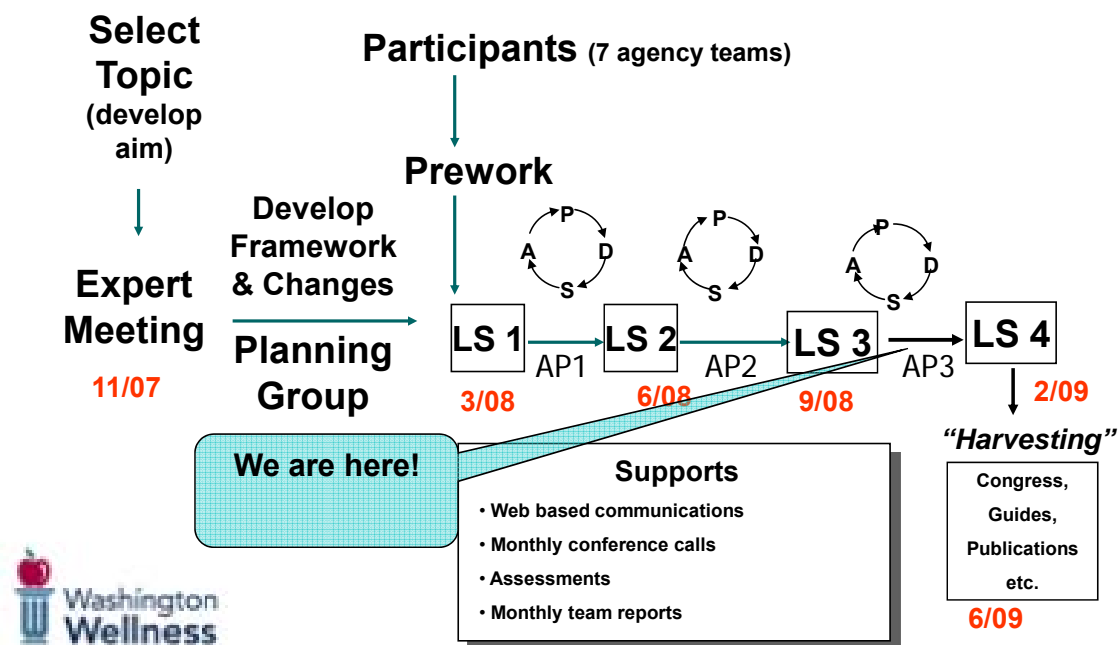 Select
Topic
(develop
aim)
Participants (7 agency teams)
Prework
Develop
Framework
& Changes
Expert
Meeting
Planning
Group
11/07
P
D
S
A
P
D
S
A
P
D
S
A
LS 1
AP1
LS 2
AP2
LS 3
AP3
LS 4
3/08
6/08
9/08
2/09
We are here!
Supports
• Web based communications
• Monthly conference calls
• Assessments
• Monthly team reports
“Harvesting”
Congress,
Guides,
Publications
etc.
6/09
Washington
Wellness